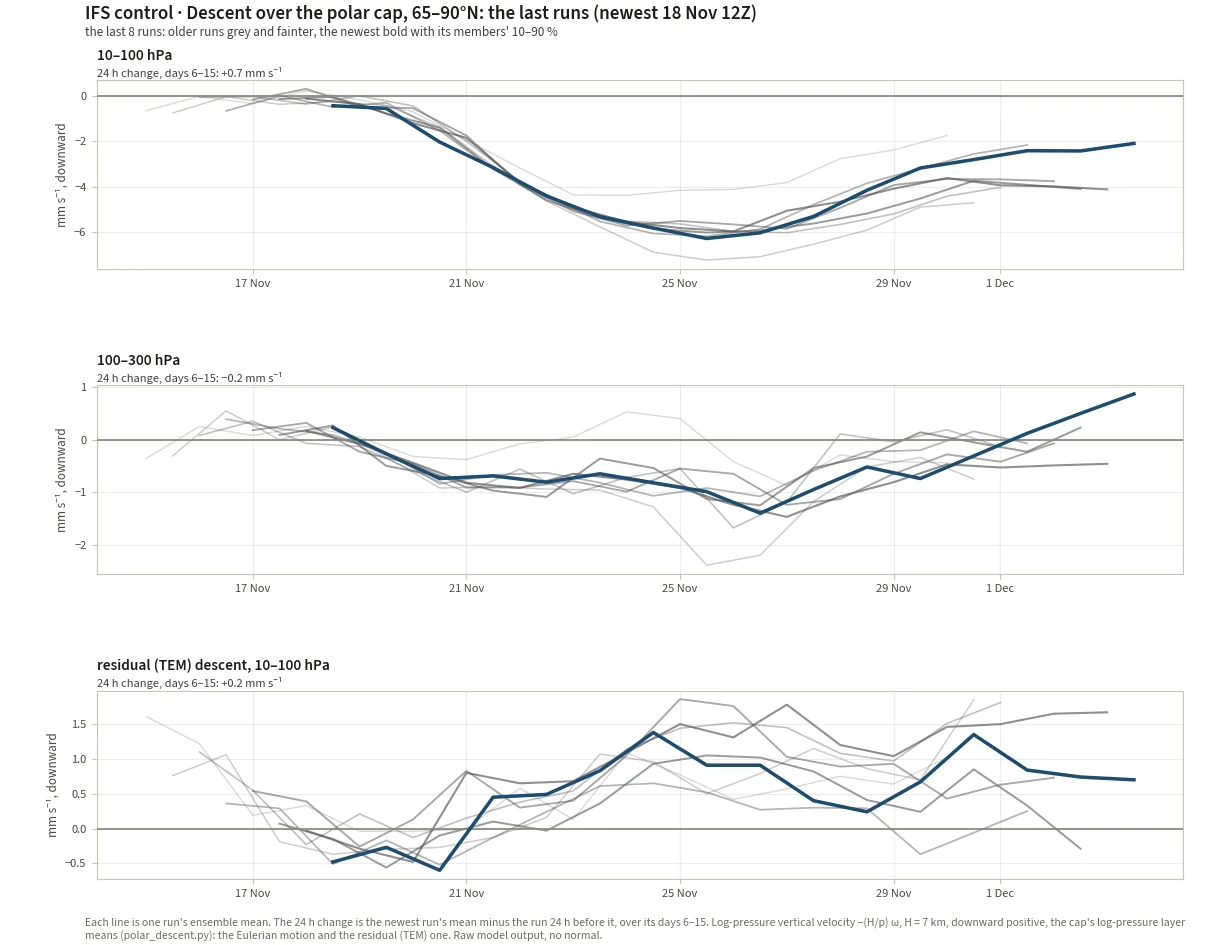 IFS control · Descent over the polar cap, 65–90°N: the last runs (newest 18 Nov 12Z)
the last 8 runs: older runs grey and fainter, the newest bold with its members' 10–90 %
10–100 hPa
24 h change, days 6–15: +0.7 mm s⁻¹
0
−2
−4
−6
mm s⁻¹, downward
17 Nov
21 Nov
25 Nov
29 Nov
1 Dec
100–300 hPa
24 h change, days 6–15: −0.2 mm s⁻¹
1
0
−1
−2
mm s⁻¹, downward
17 Nov
21 Nov
25 Nov
29 Nov
1 Dec
residual (TEM) descent, 10–100 hPa
24 h change, days 6–15: +0.2 mm s⁻¹
1.5
1.0
0.5
0.0
−0.5
mm s⁻¹, downward
17 Nov
21 Nov
25 Nov
29 Nov
1 Dec
Each line is one run's ensemble mean. The 24 h change is the newest run's mean minus the run 24 h before it, over its days 6–15. Log-pressure vertical velocity −(H/p) ω, H = 7 km, downward positive, the cap's log-pressure layer
means (polar_descent.py): the Eulerian motion and the residual (TEM) one. Raw model output, no normal.